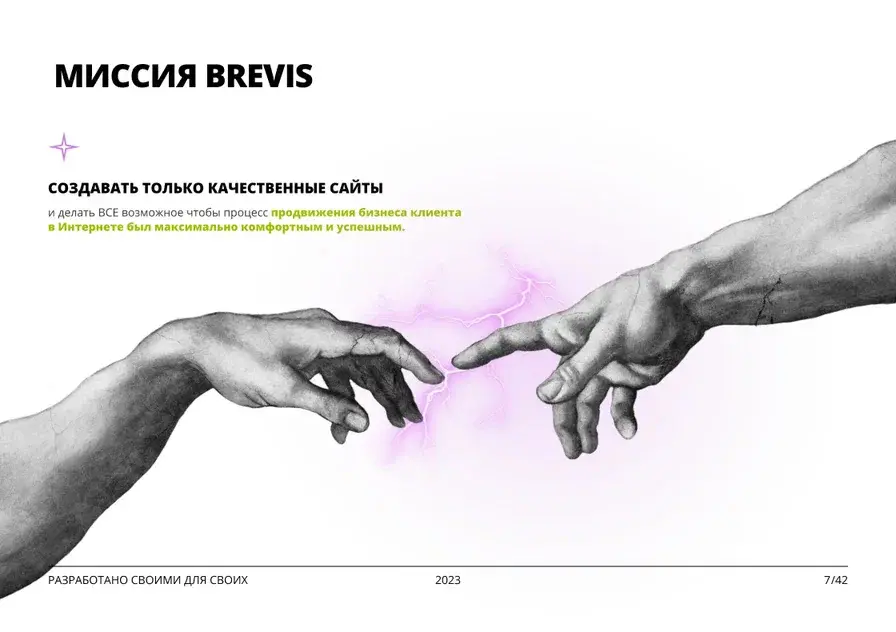 МИССИЯ BREVIS
СОЗДАВАТЬ ТОЛЬКО КАЧЕСТВЕННЫЕ САЙТЫ
и делать ВСЕ возможное чтобы процесс продвижения бизнеса клиента
в Интернете был максимально комфортным и успешным.
РАЗРАБОТАНО СВОИМИ ДЛЯ СВОИХ
2023
7/42